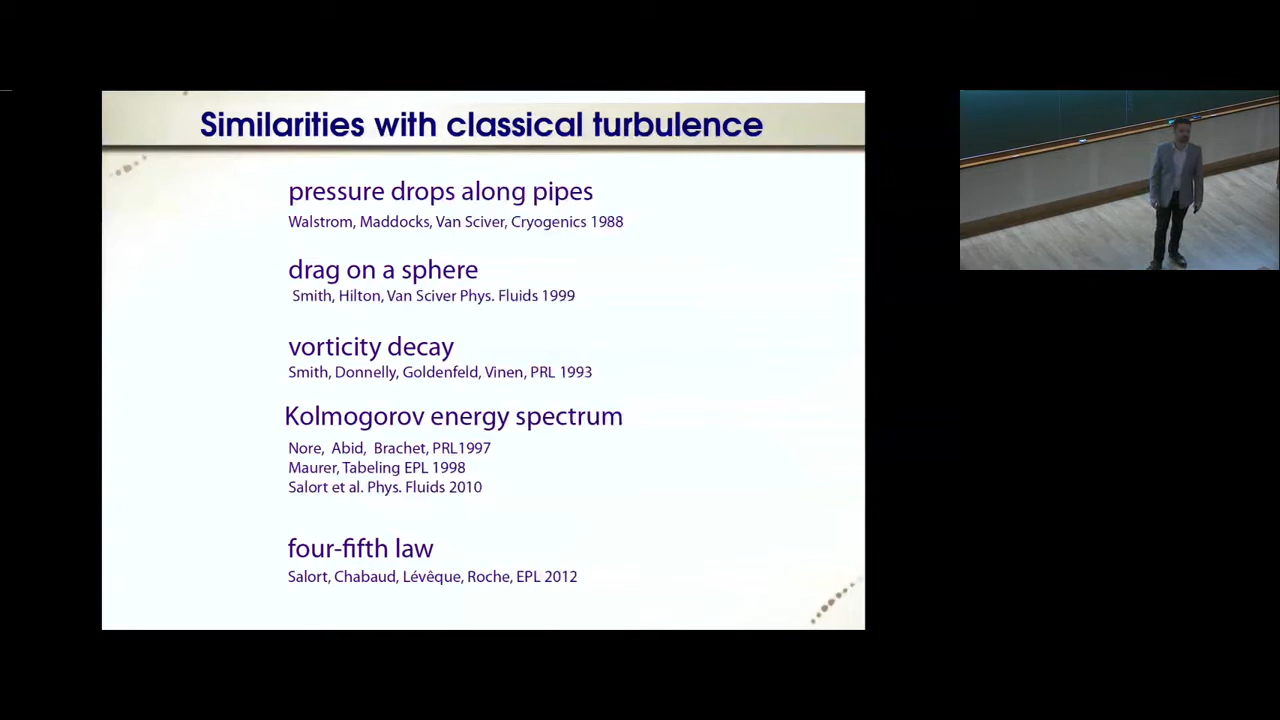 Similarities with classical turbulence
pressure drops along pipes
Walstrom, Maddocks, Van Sciver, Cryogenics 1988
drag on a sphere
Smith, Hilton, Van Sciver Phys. Fluids 1999
vorticity decay
Smith, Donnelly, Goldenfeld, Vinen, PRL 1993
Kolmogorov energy spectrum
Nore, Abid, Brachet, PRL1997
Maurer, Tabeling EPL 1998
Salort et al. Phys. Fluids 2010
four-fifth law
Salort, Chabaud, Lévêque, Roche, EPL 2012